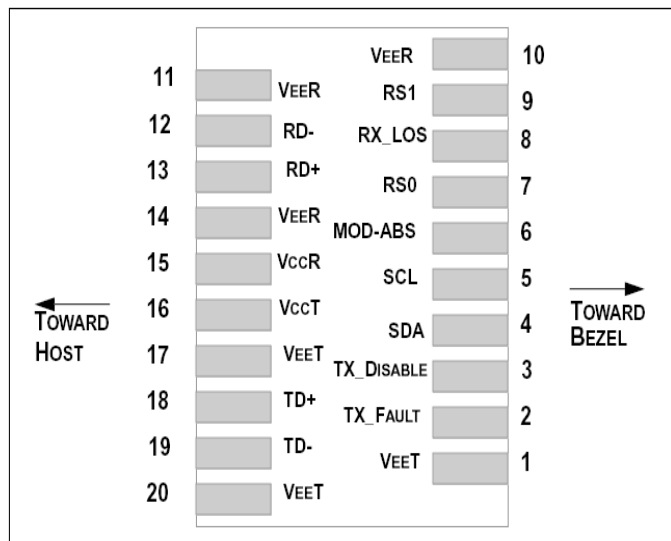 VEER 10
11 VEER
RS1 9
12 RD-
RX_LOS 8
13 RD+
RS0 7
14 VEER
MOD-ABS 6
15 VCCR
SCL 5
16 VCCT
SDA 4
17 VEET
TX_DISABLE 3
18 TD+
TX_FAULT 2
19 TD-
VEET 1
20 VEET
TOWARD
HOST
TOWARD
BEZEL